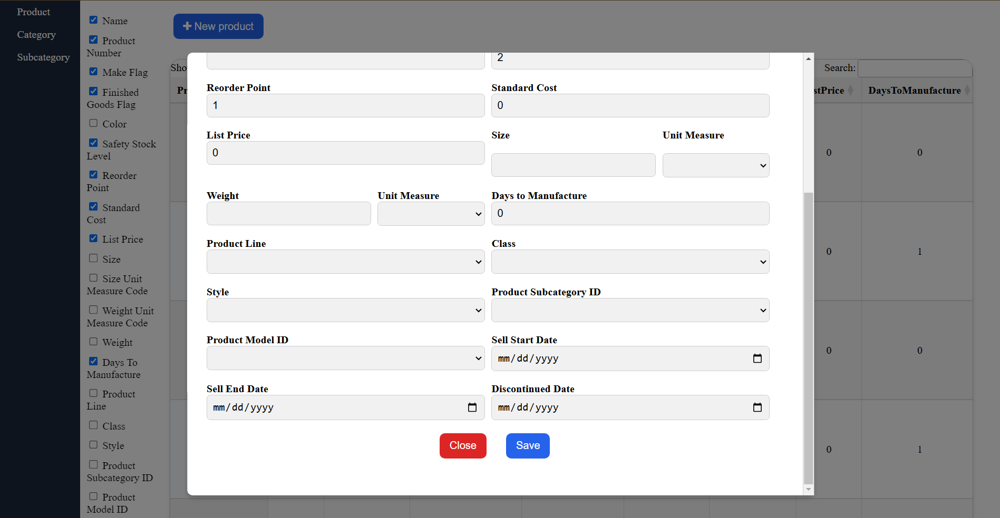 Product
Category
Subcategory
Name
Product
Number
Make Flag
Finished
Goods Flag
Color
Safety Stock
Level
Reorder
Point
Standard
Cost
List Price
Size
Size Unit
Measure Code
Weight Unit
Measure Code
Weight
Days To
Manufacture
Product
Line
Class
Style
Product
Subcategory ID
Product
Model ID
New product
Sho
Search:
Pr
stPrice
DaysToManufacture
0 0
0 1
0 0
0 1
2
Reorder Point
1
Standard Cost
0
List Price
0
Size
Unit Measure
Weight
Unit Measure
Days to Manufacture
0
Product Line
Class
Style
Product Subcategory ID
Product Model ID
Sell Start Date
mm/dd/yyyy
Sell End Date
mm/dd/yyyy
Discontinued Date
mm/dd/yyyy
Close
Save